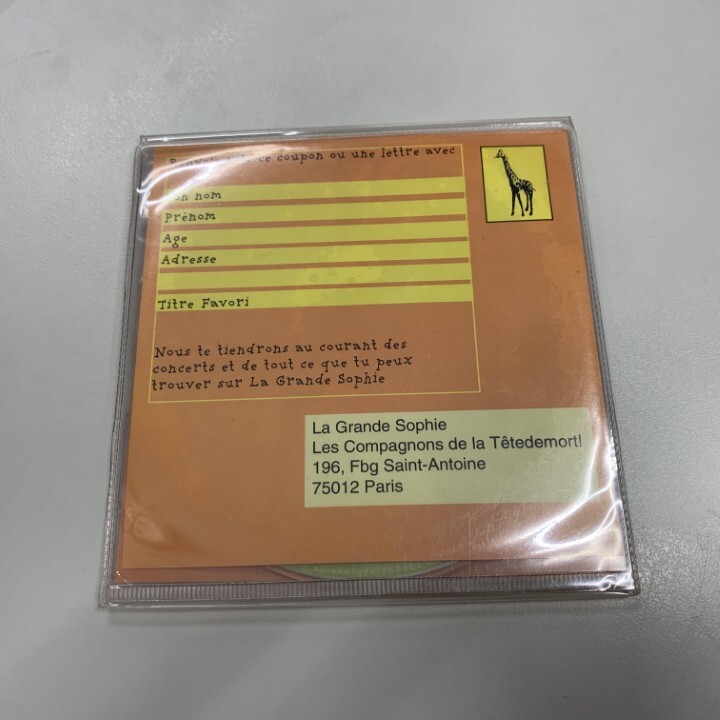 ce coupon ou une lettre avec
nom
Prénom
Age
Adresse
Titre Favori
Nous te tiendrons au courant des
concerts et de tout ce que tu peux
trouver sur La Grande Sophie
La Grande Sophie
Les Compagnons de la Têtedemort!
196, Fbg Saint-Antoine
75012 Paris